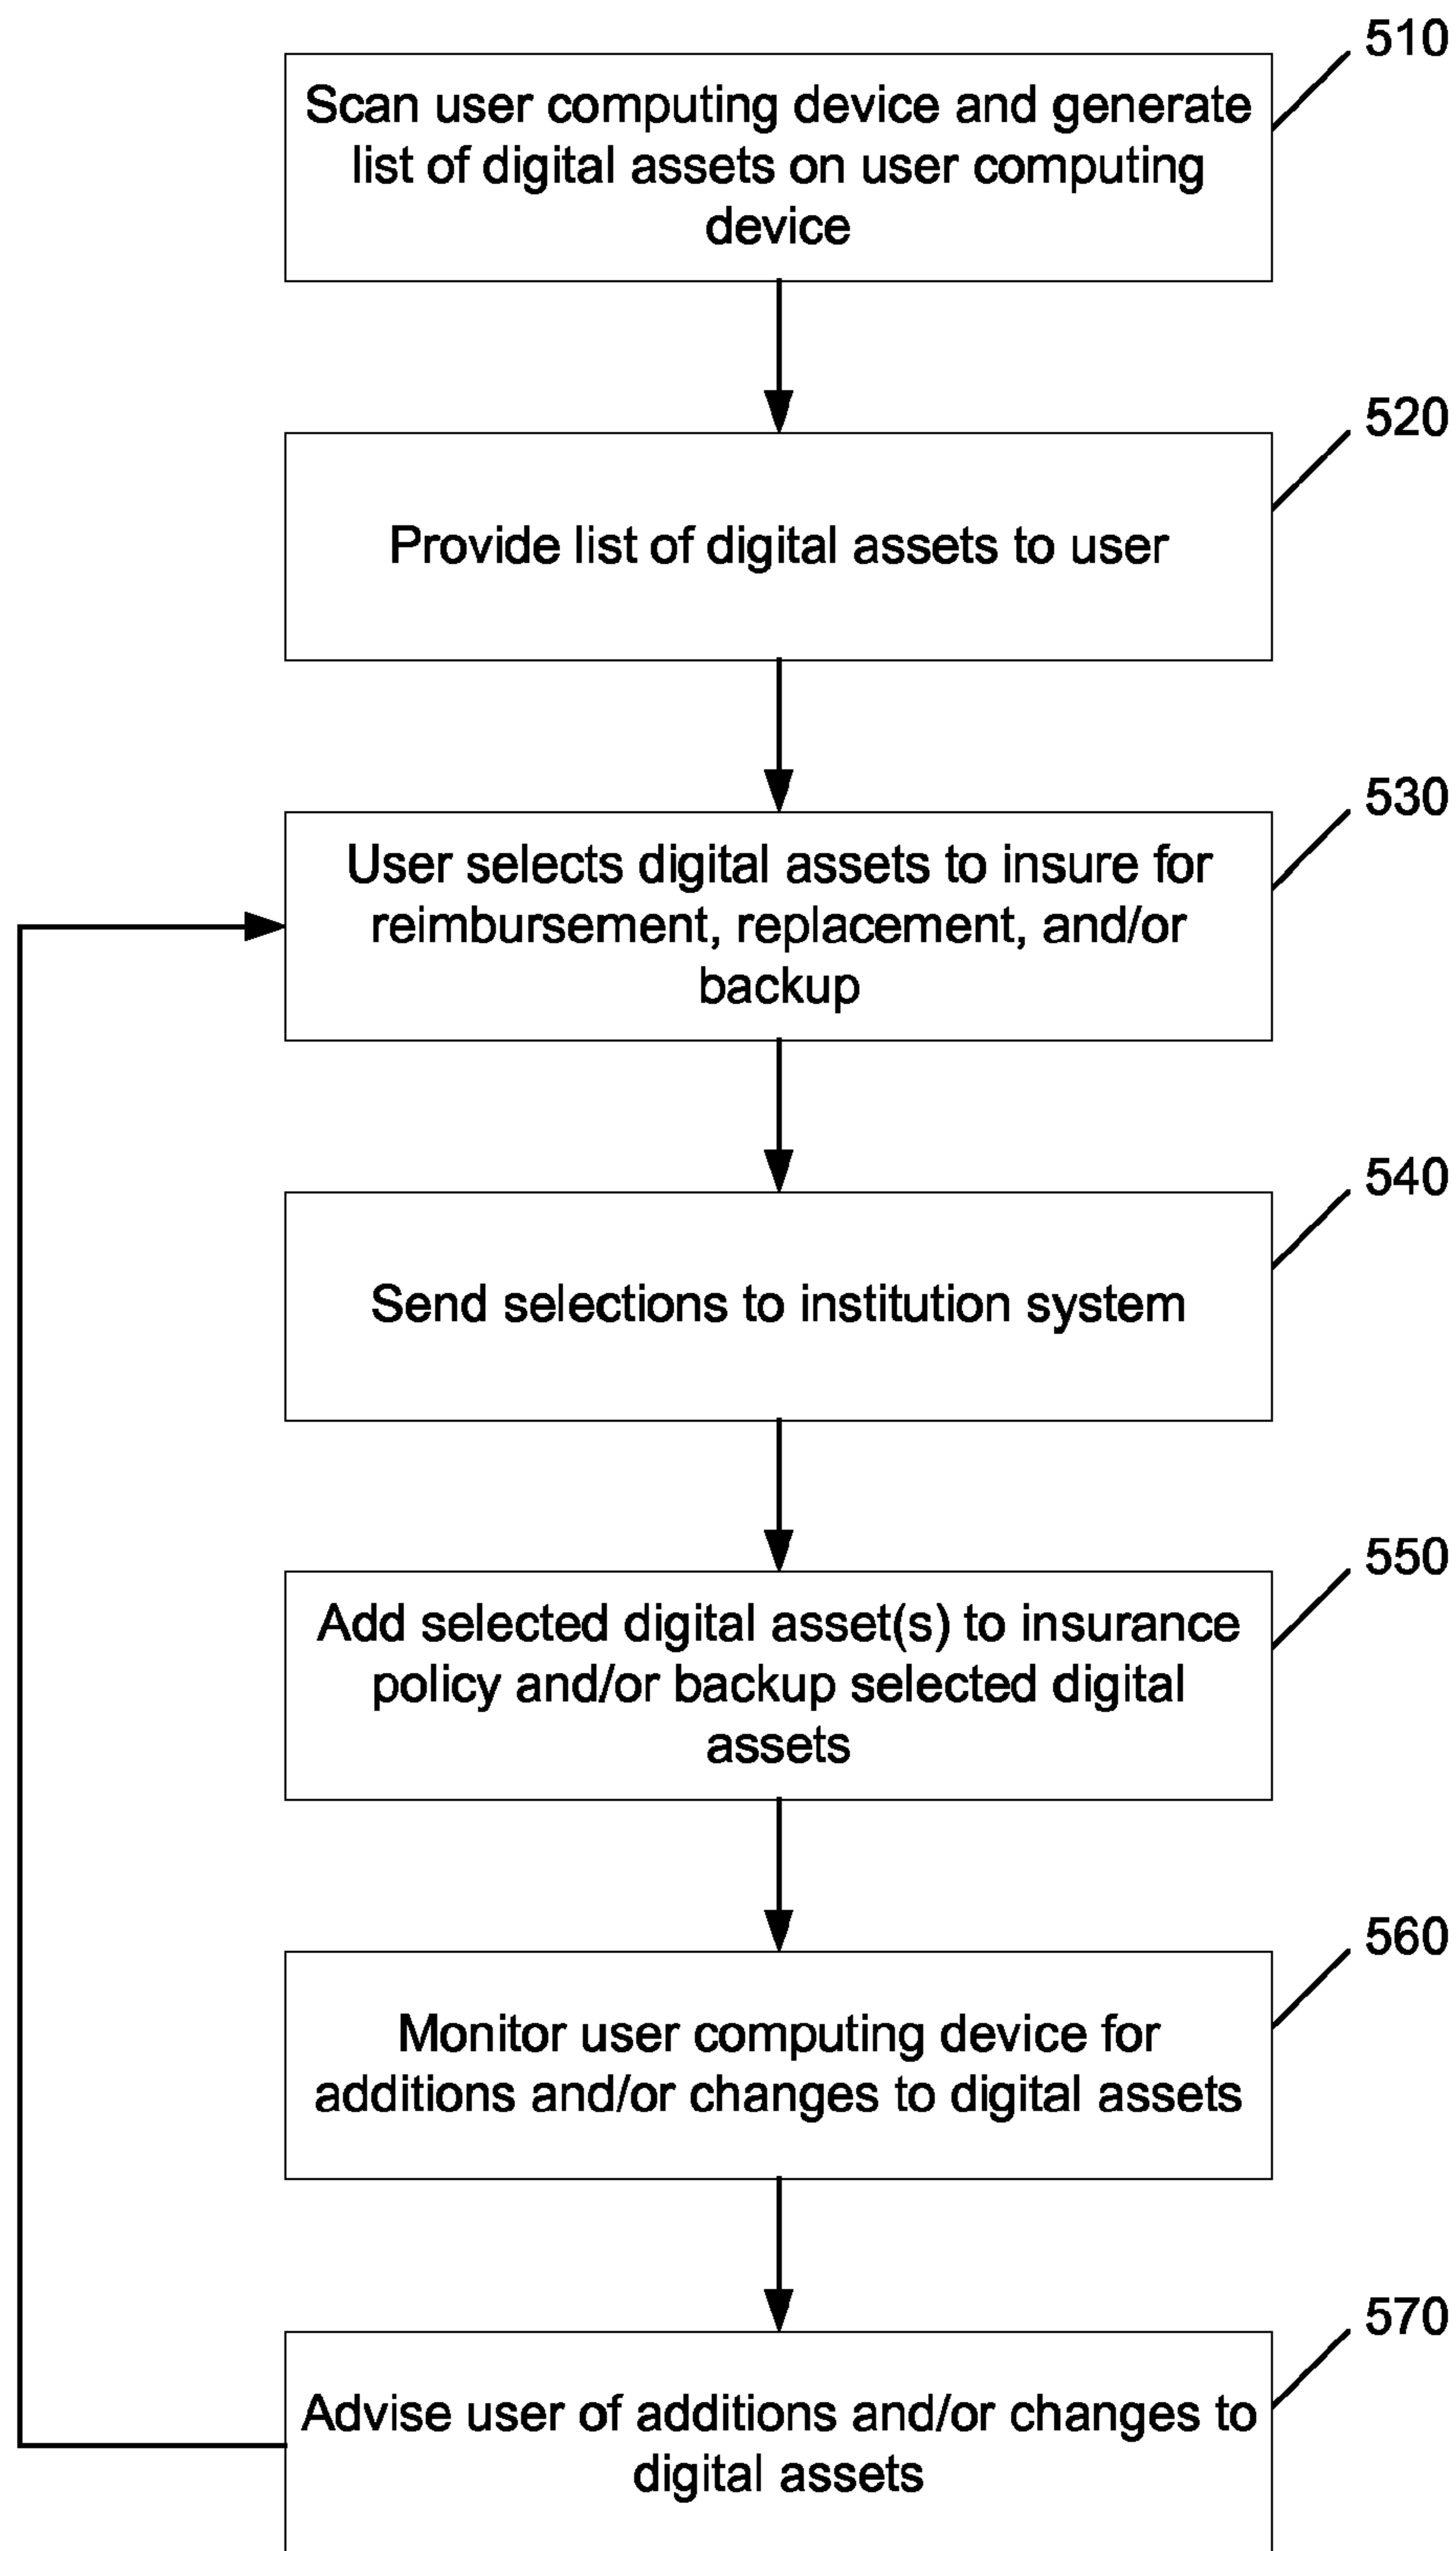 510
Scan user computing device and generate
list of digital assets on user computing
device
520
Provide list of digital assets to user
530
User selects digital assets to insure for
reimbursement, replacement, and/or
backup
540
Send selections to institution system
550
Add selected digital asset(s) to insurance
policy and/or backup selected digital
assets
560
Monitor user computing device for
additions and/or changes to digital assets
570
Advise user of additions and/or changes to
digital assets